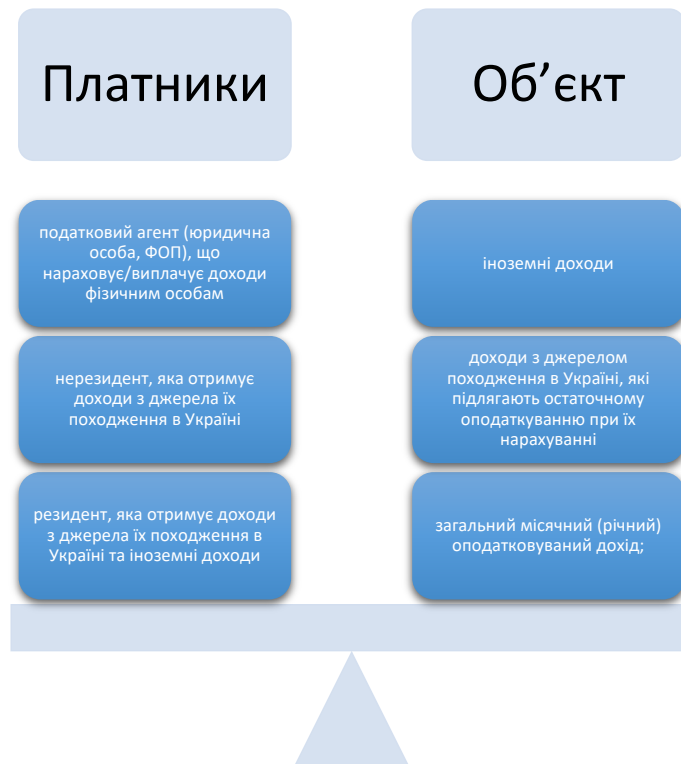 Платники
податковий агент (юридична
особа, ФОП), що
нараховує/виплачує доходи
фізичним особам
нерезидент, яка отримує
доходи з джерела їх
походження в Україні
резидент, яка отримує доходи
з джерела їх походження в
Україні та іноземні доходи
Об’єкт
іноземні доходи
доходи з джерелом
походження в Україні, які
підлягають остаточному
оподаткуванню при їх
нарахуванні
загальний місячний (річний)
оподатковуваний дохід;